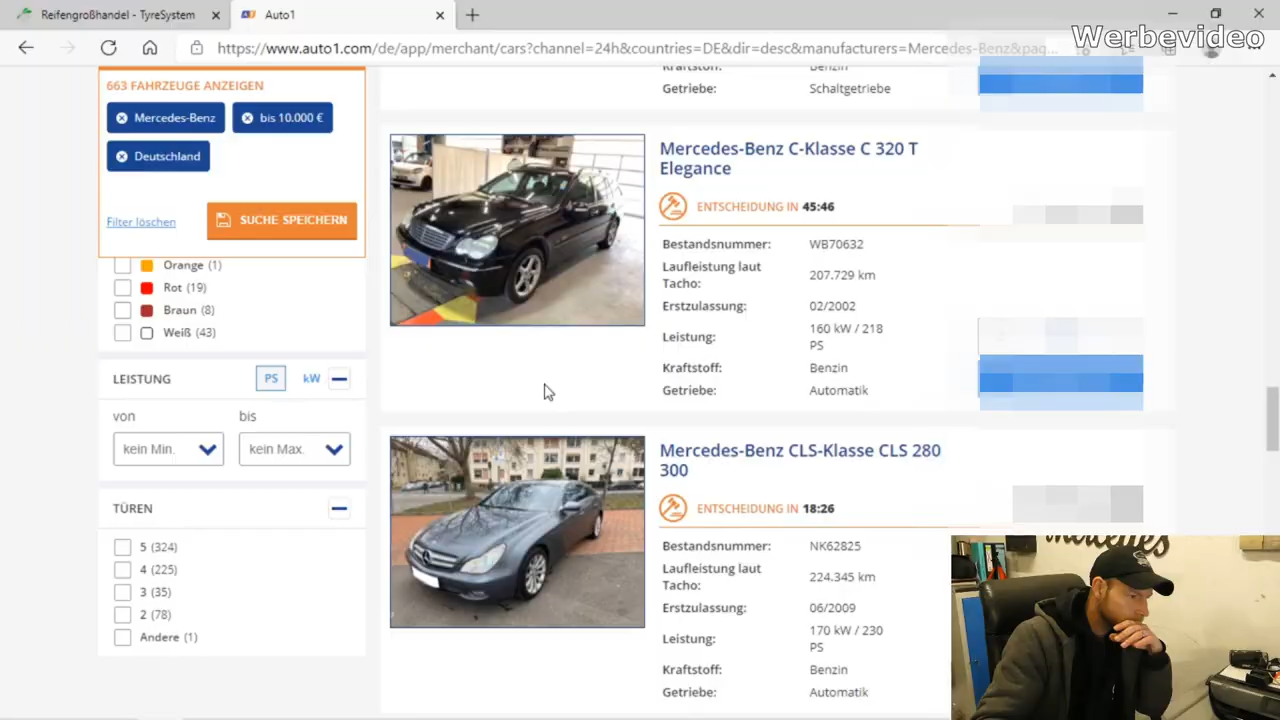 Reifengroßhandel - TyreSystem
Auto1
Werbevideo
https://www.auto1.com/de/app/merchant/cars?channel=24h&countries=DE&dir=desc&manufacturers=Mercedes-Benz&pag...
663 FAHRZEUGE ANZEIGEN
Mercedes-Benz
bis 10.000 €
Deutschland
Filter löschen
SUCHE SPEICHERN
Orange (1)
Rot (19)
Braun (8)
Weiß (43)
LEISTUNG
PS
kW
von
bis
kein Min.
kein Max.
TÜREN
5 (324)
4 (225)
3 (35)
2 (78)
Andere (1)
Kraftstoff:
Benzin
Getriebe:
Schaltgetriebe
Mercedes-Benz C-Klasse C 320 T
Elegance
ENTSCHEIDUNG IN 45:46
Bestandsnummer:
WB70632
Laufleistung laut
Tacho:
207.729 km
Erstzulassung:
02/2002
Leistung:
160 kW / 218
PS
Kraftstoff:
Benzin
Getriebe:
Automatik
Mercedes-Benz CLS-Klasse CLS 280
300
ENTSCHEIDUNG IN 18:26
Bestandsnummer:
NK62825
Laufleistung laut
Tacho:
224.345 km
Erstzulassung:
06/2009
Leistung:
170 kW / 230
PS
Kraftstoff:
Benzin
Getriebe:
Automatik
Mercedes